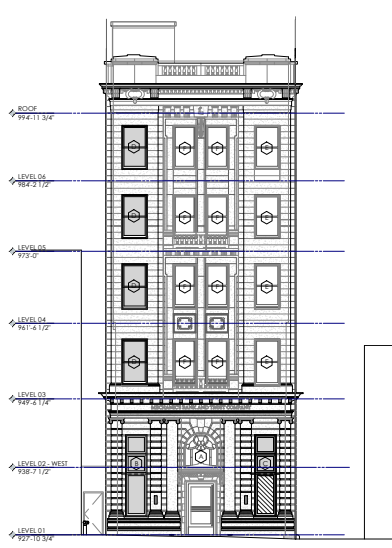 ROOF
994'-11 3/4"
LEVEL 06
984'-2 1/2"
LEVEL 05
973'-0"
LEVEL 04
961'-6 1/2"
LEVEL 03
949'-6 1/4"
MECHANICS BANK AND TRUST COMPANY
LEVEL 02 - WEST
938'-7 1/2"
A
B
C
LEVEL 01
927'-10 3/4"